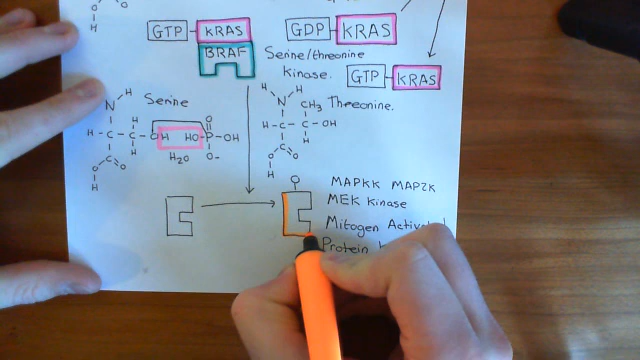 O
H
GTP KRAS
GDP KRAS
BRAF
Serine/threonine
kinase.
GTP KRAS
H
N
Serine
H
H-C-C-OH HO-P-OH
H
O
O-
H2O
C
O
O
H
H H
N
CH3
Threonine.
H-C-C-OH
H
C
O
O
H
MAPKK MAP2K
MEK kinase
Mitogen Activated
Protein